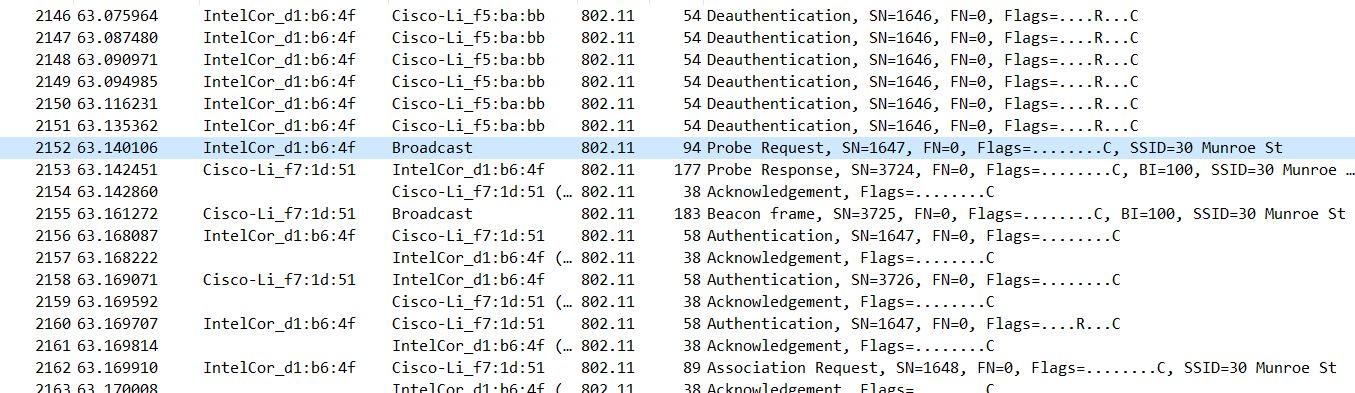 2146 63.075964 IntelCor_d1:b6:4f Cisco-Li_f5:ba:bb 802.11 54 Deauthentication, SN=1646, FN=0, Flags=....R...C
2147 63.087480 IntelCor_d1:b6:4f Cisco-Li_f5:ba:bb 802.11 54 Deauthentication, SN=1646, FN=0, Flags=....R...C
2148 63.090971 IntelCor_d1:b6:4f Cisco-Li_f5:ba:bb 802.11 54 Deauthentication, SN=1646, FN=0, Flags=....R...C
2149 63.094985 IntelCor_d1:b6:4f Cisco-Li_f5:ba:bb 802.11 54 Deauthentication, SN=1646, FN=0, Flags=....R...C
2150 63.116231 IntelCor_d1:b6:4f Cisco-Li_f5:ba:bb 802.11 54 Deauthentication, SN=1646, FN=0, Flags=....R...C
2151 63.135362 IntelCor_d1:b6:4f Cisco-Li_f5:ba:bb 802.11 54 Deauthentication, SN=1646, FN=0, Flags=....R...C
2152 63.140106 IntelCor_d1:b6:4f Broadcast 802.11 94 Probe Request, SN=1647, FN=0, Flags=........C, SSID=30 Munroe St
2153 63.142451 Cisco-Li_f7:1d:51 IntelCor_d1:b6:4f 802.11 177 Probe Response, SN=3724, FN=0, Flags=........C, BI=100, SSID=30 Munroe …
2154 63.142860 Cisco-Li_f7:1d:51 (… 802.11 38 Acknowledgement, Flags=........C
2155 63.161272 Cisco-Li_f7:1d:51 Broadcast 802.11 183 Beacon frame, SN=3725, FN=0, Flags=........C, BI=100, SSID=30 Munroe St
2156 63.168087 IntelCor_d1:b6:4f Cisco-Li_f7:1d:51 802.11 58 Authentication, SN=1647, FN=0, Flags=........C
2157 63.168222 IntelCor_d1:b6:4f (… 802.11 38 Acknowledgement, Flags=........C
2158 63.169071 Cisco-Li_f7:1d:51 IntelCor_d1:b6:4f 802.11 58 Authentication, SN=3726, FN=0, Flags=........C
2159 63.169592 Cisco-Li_f7:1d:51 (… 802.11 38 Acknowledgement, Flags=........C
2160 63.169707 IntelCor_d1:b6:4f Cisco-Li_f7:1d:51 802.11 58 Authentication, SN=1647, FN=0, Flags=....R...C
2161 63.169814 IntelCor_d1:b6:4f (… 802.11 38 Acknowledgement, Flags=........C
2162 63.169910 IntelCor_d1:b6:4f Cisco-Li_f7:1d:51 802.11 89 Association Request, SN=1648, FN=0, Flags=........C, SSID=30 Munroe St
2163 63.170008 IntelCor_d1:b6:4f ( 802.11 38 Acknowledgement, Flags=........C